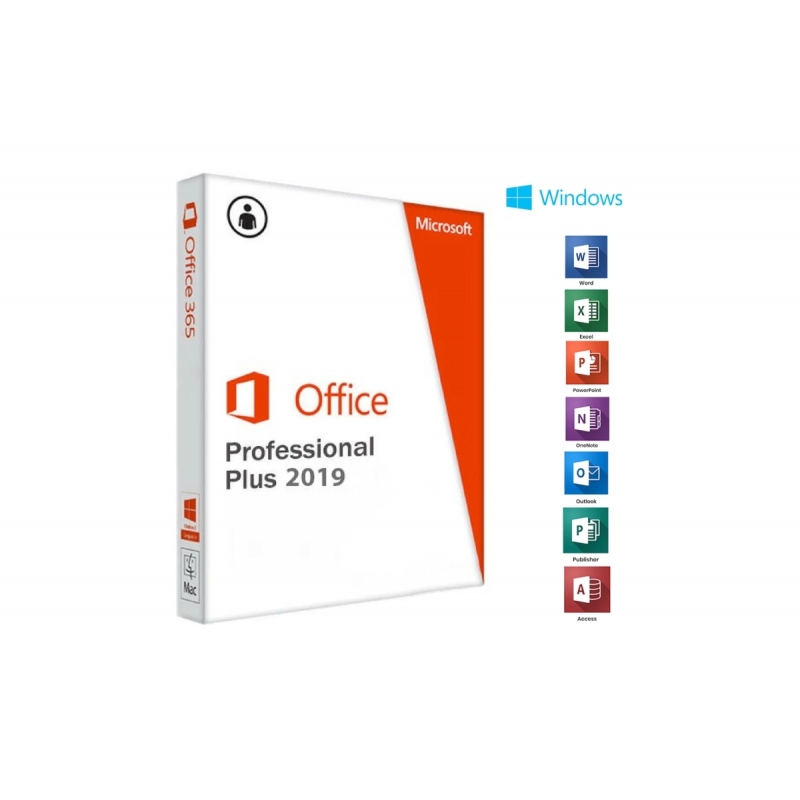 Office 365
Mac
Microsoft
Office
Professional
Plus 2019
Windows
Word
Excel
PowerPoint
OneNote
Outlook
Publisher
Access